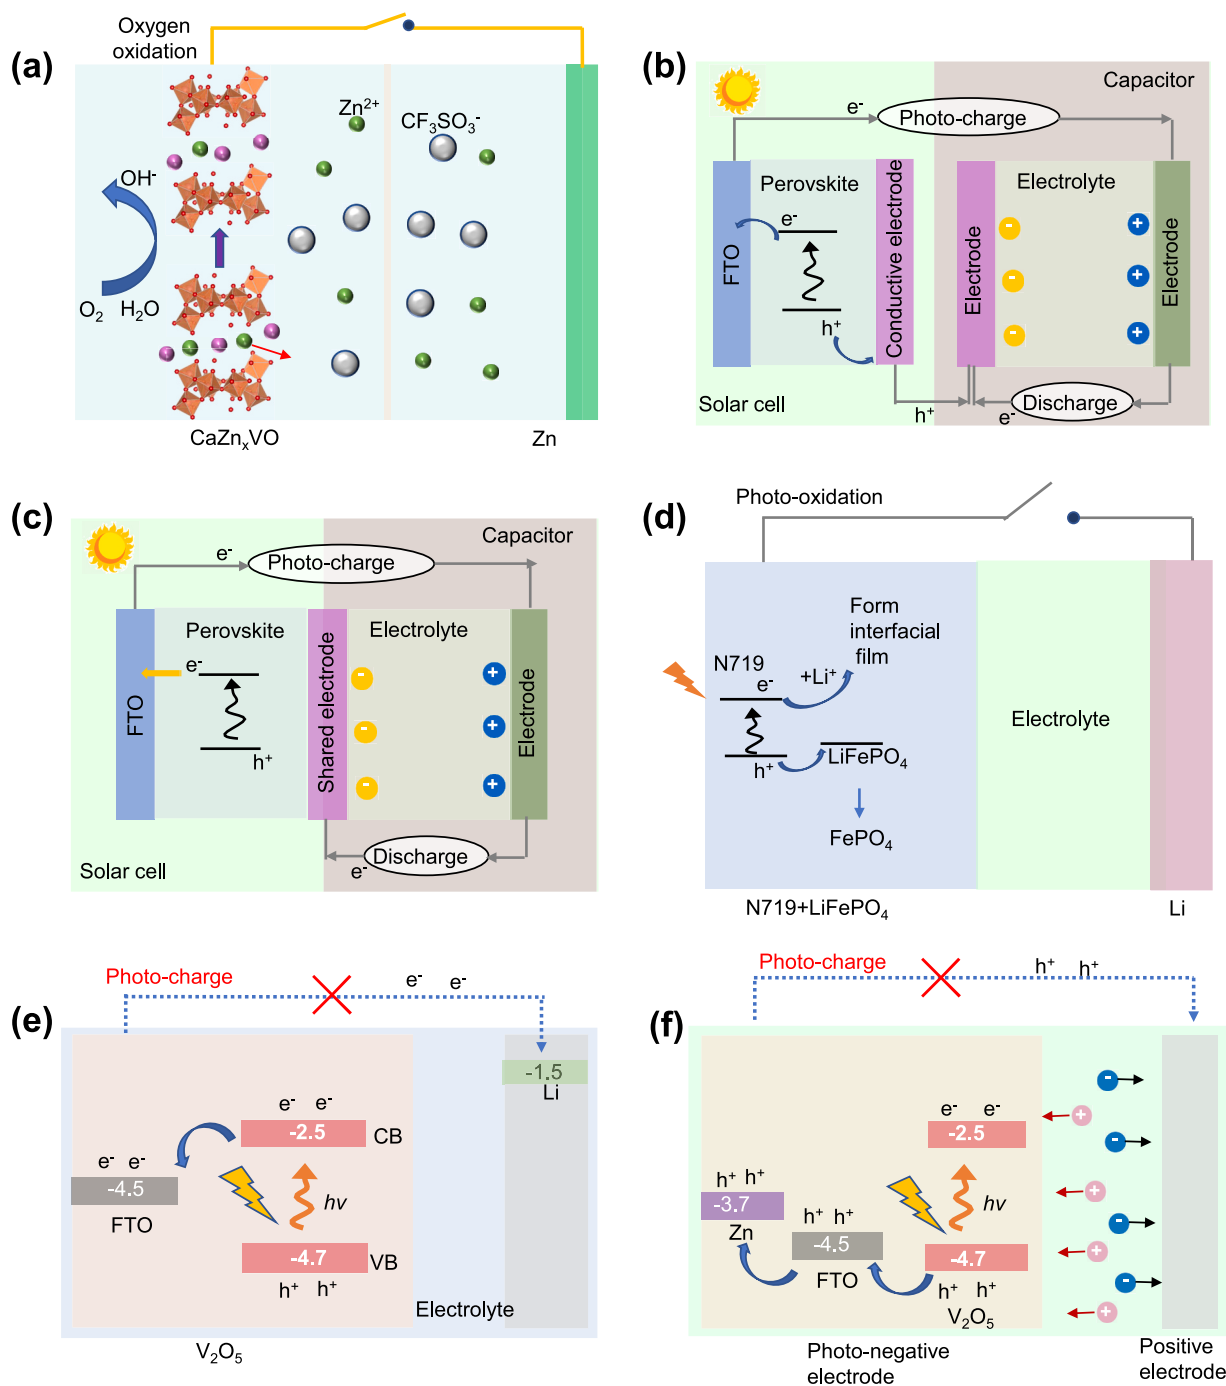 (a)
Oxygen
oxidation
Zn²⁺
CF₃SO₃⁻
OH⁻
O₂ H₂O
CaZnₓVO
Zn
(b)
Capacitor
e⁻
Photo-charge
Perovskite
Electrolyte
e⁻
FTO
h⁺
Conductive electrode
Electrode
Electrode
-
-
-
+
+
+
Solar cell
h⁺
e⁻
Discharge
(c)
Capacitor
e⁻
Photo-charge
Perovskite
Electrolyte
e⁻
FTO
h⁺
Shared electrode
Electrode
-
-
-
+
+
+
Solar cell
e⁻
Discharge
(d)
Photo-oxidation
Form
interfacial
film
N719
e⁻
+Li⁺
h⁺
LiFePO₄
FePO₄
Electrolyte
N719+LiFePO₄
Li
(e)
Photo-charge
e⁻ e⁻
-1.5
Li
e⁻ e⁻
-2.5
CB
e⁻ e⁻
-4.5
FTO
hv
-4.7
VB
h⁺ h⁺
Electrolyte
V₂O₅
(f)
Photo-charge
h⁺ h⁺
e⁻ e⁻
-2.5
h⁺ h⁺
-3.7
Zn
h⁺ h⁺
-4.5
FTO
hv
-4.7
h⁺ h⁺
V₂O₅
-
+
-
+
-
+
-
+
Photo-negative
electrode
Positive
electrode